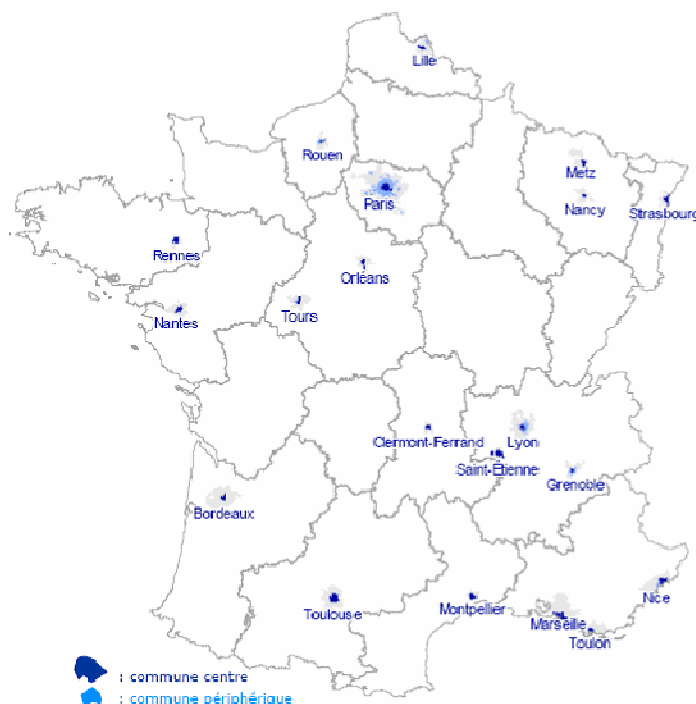 Lille
Rouen
Metz
Paris
Nancy
Strasbourg
Rennes
Orléans
Nantes
Tours
Clermont-Ferrand
Lyon
Saint-Étienne
Grenoble
Bordeaux
Toulouse
Montpellier
Nice
Marseille
Toulon
: commune centre
: commune périphérique